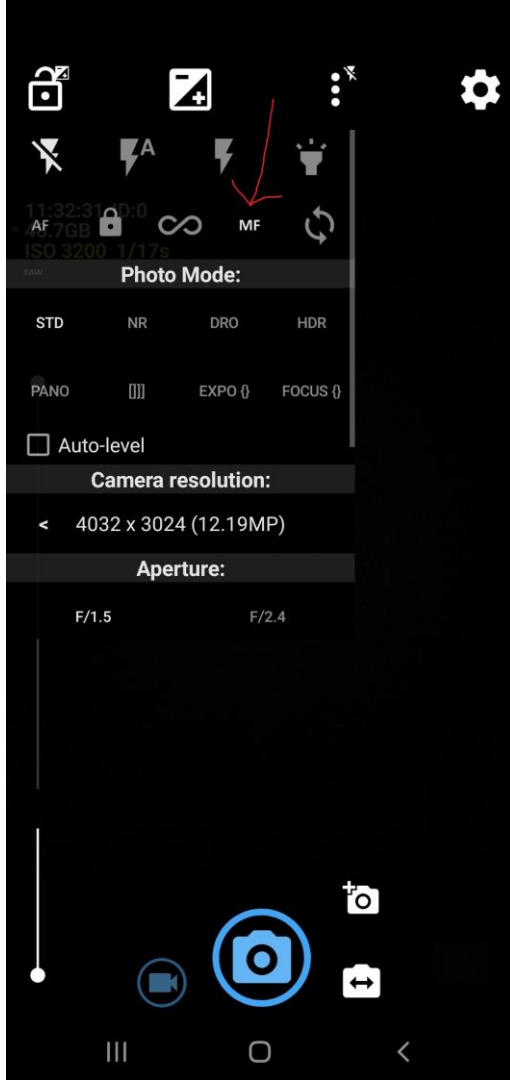 A
11:32:31 /D:0
AF
MF
ISO 3200 1/17s
RAW
Photo Mode:
STD NR DRO HDR
PANO []]] EXPO {} FOCUS {}
Auto-level
Camera resolution:
< 4032 x 3024 (12.19MP)
Aperture:
F/1.5 F/2.4